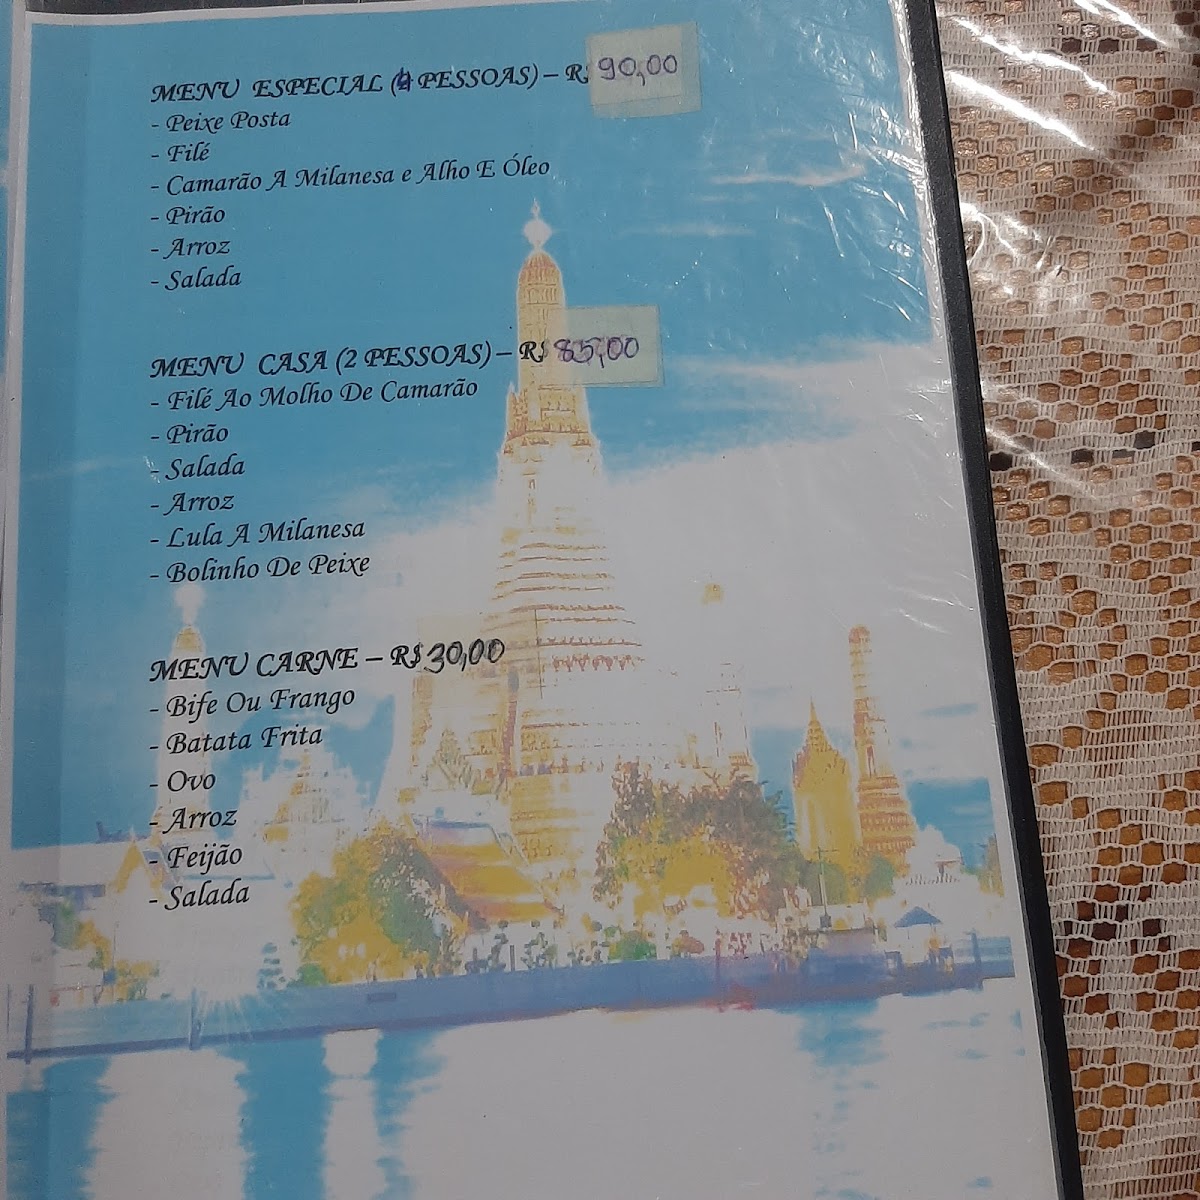 MENU ESPECIAL (4 PESSOAS) – R$ 90,00
- Peixe Posta
- Filé
- Camarão A Milanesa e Alho E Óleo
- Pirão
- Arroz
- Salada
MENU CASA (2 PESSOAS) – R$ 85,00
- Filé Ao Molho De Camarão
- Pirão
- Salada
- Arroz
- Lula A Milanesa
- Bolinho De Peixe
MENU CARNE – R$ 30,00
- Bife Ou Frango
- Batata Frita
- Ovo
- Arroz
- Feijão
- Salada